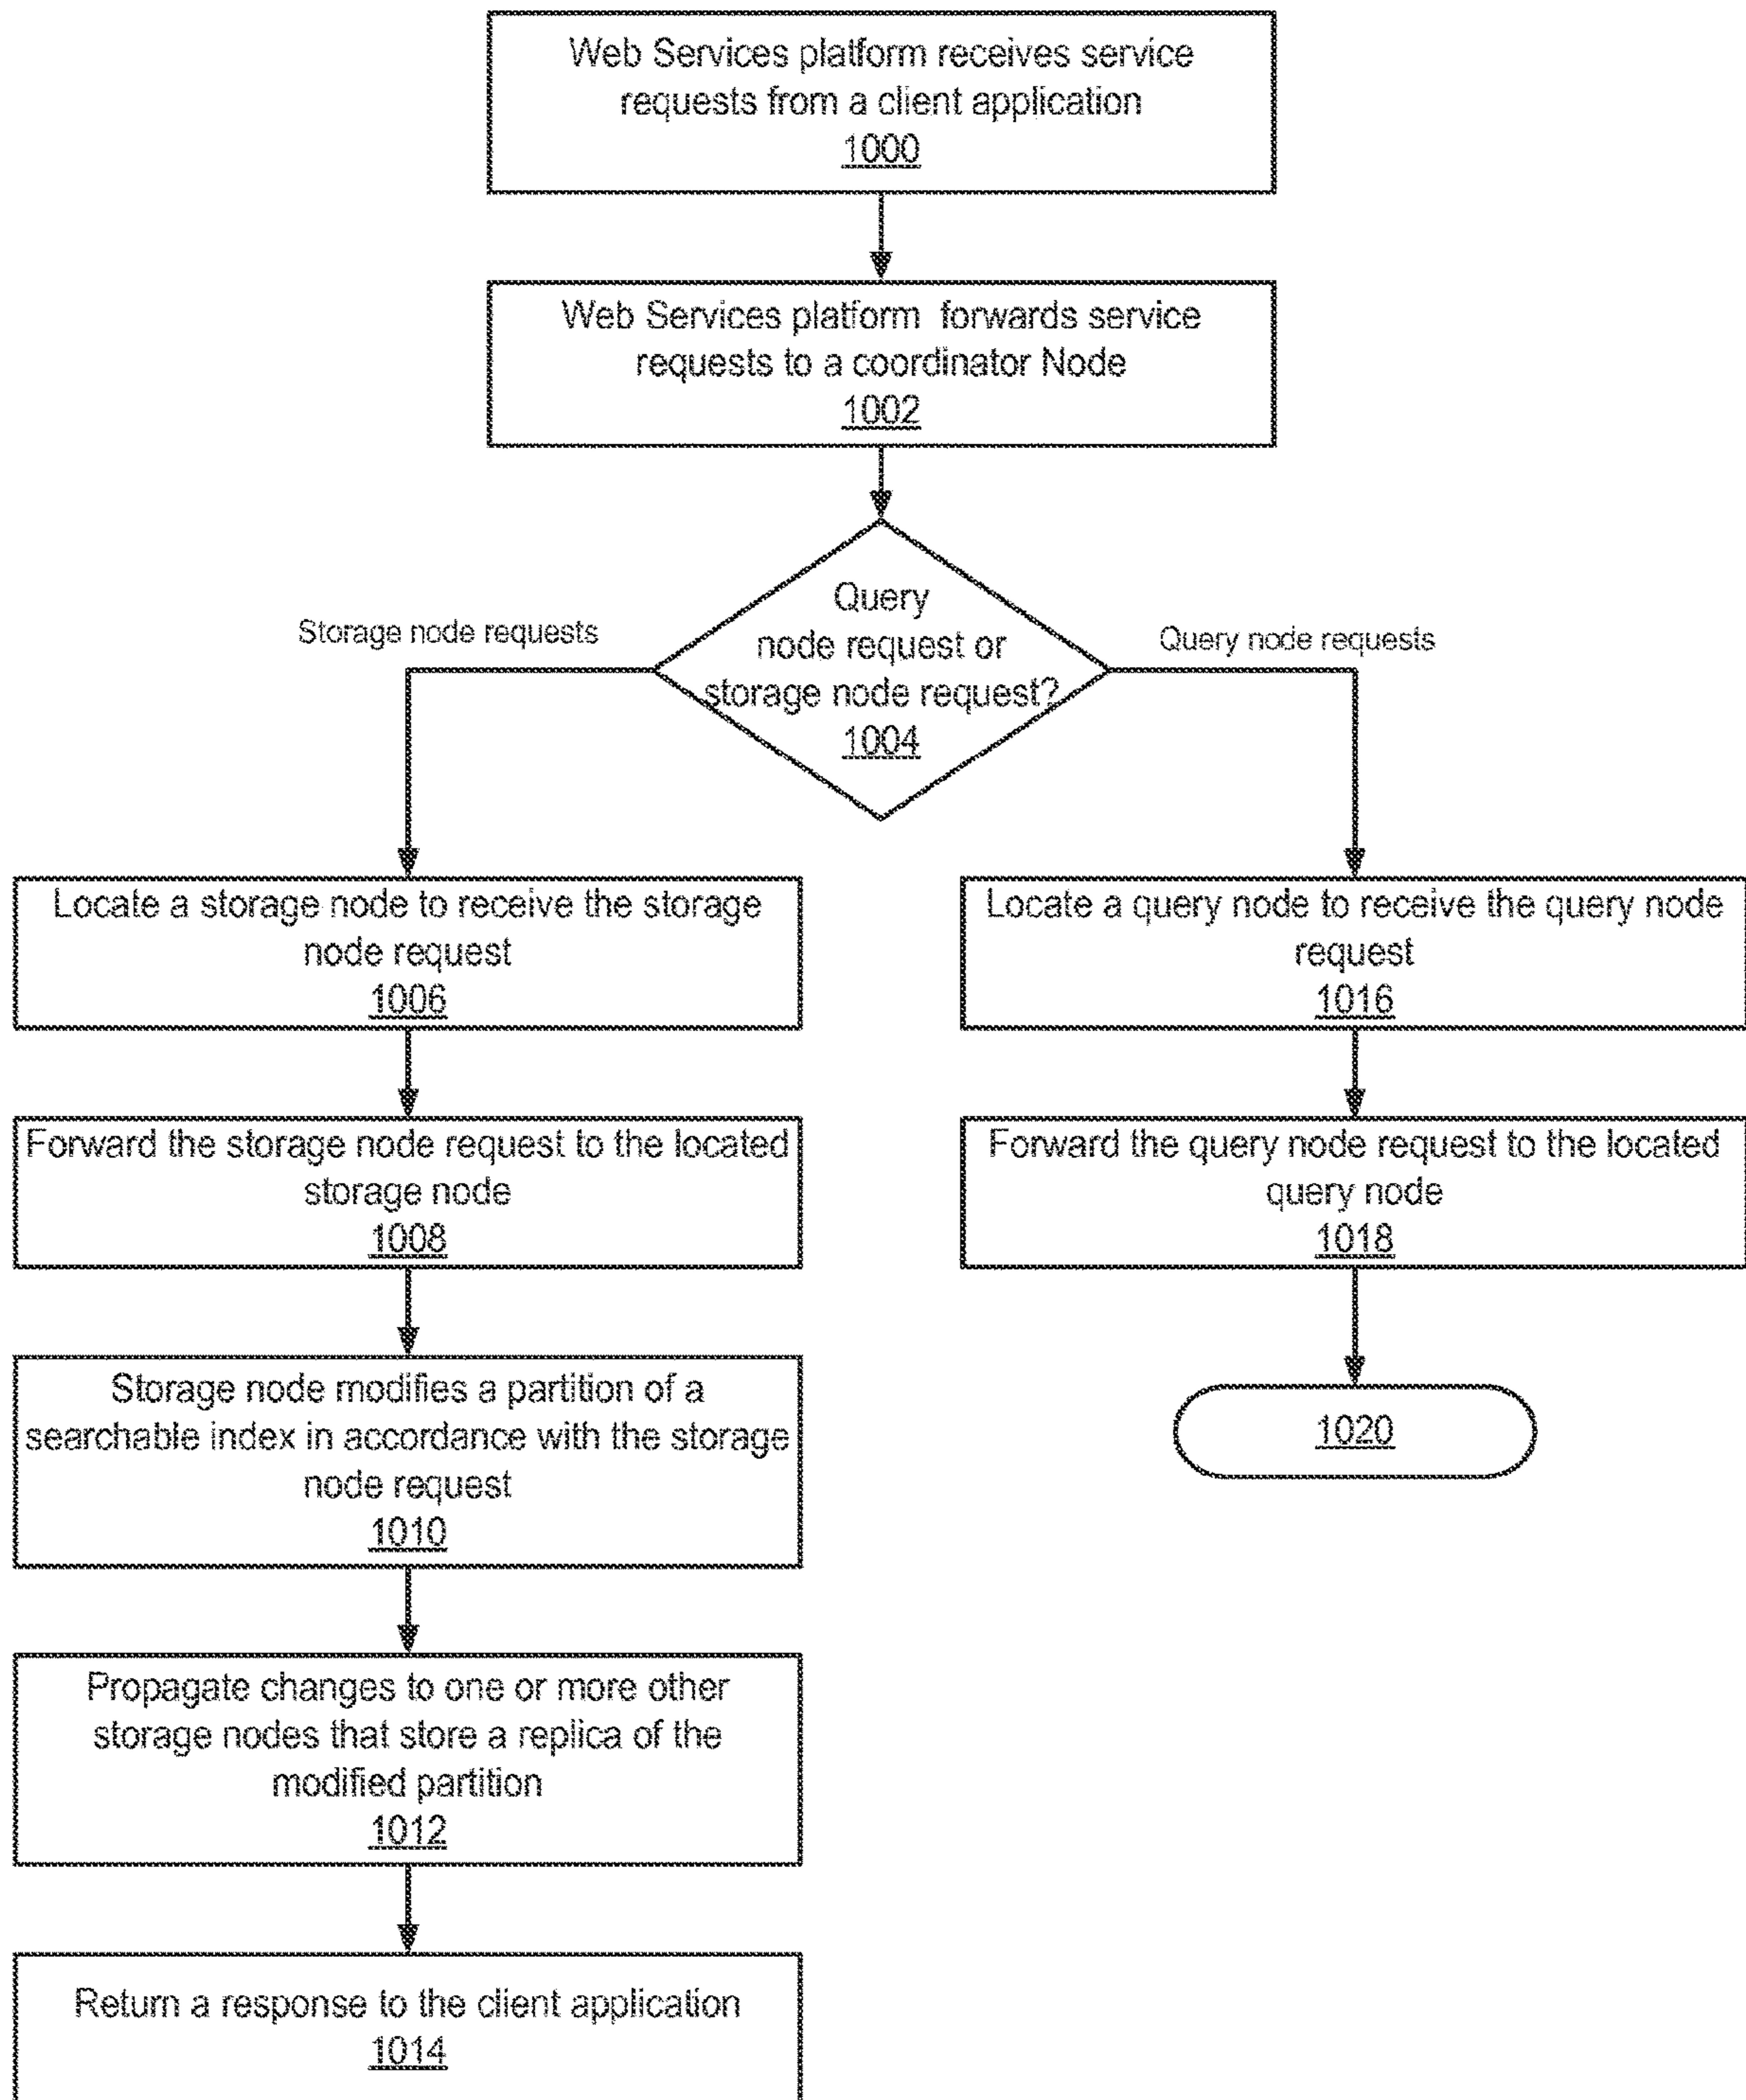 Web Services platform receives service
requests from a client application
1000
Web Services platform forwards service
requests to a coordinator Node
1002
Query
node request or
storage node request?
1004
Storage node requests
Query node requests
Locate a storage node to receive the storage
node request
1006
Forward the storage node request to the located
storage node
1008
Storage node modifies a partition of a
searchable index in accordance with the storage
node request
1010
Propagate changes to one or more other
storage nodes that store a replica of the
modified partition
1012
Return a response to the client application
1014
Locate a query node to receive the query node
request
1016
Forward the query node request to the located
query node
1018
1020